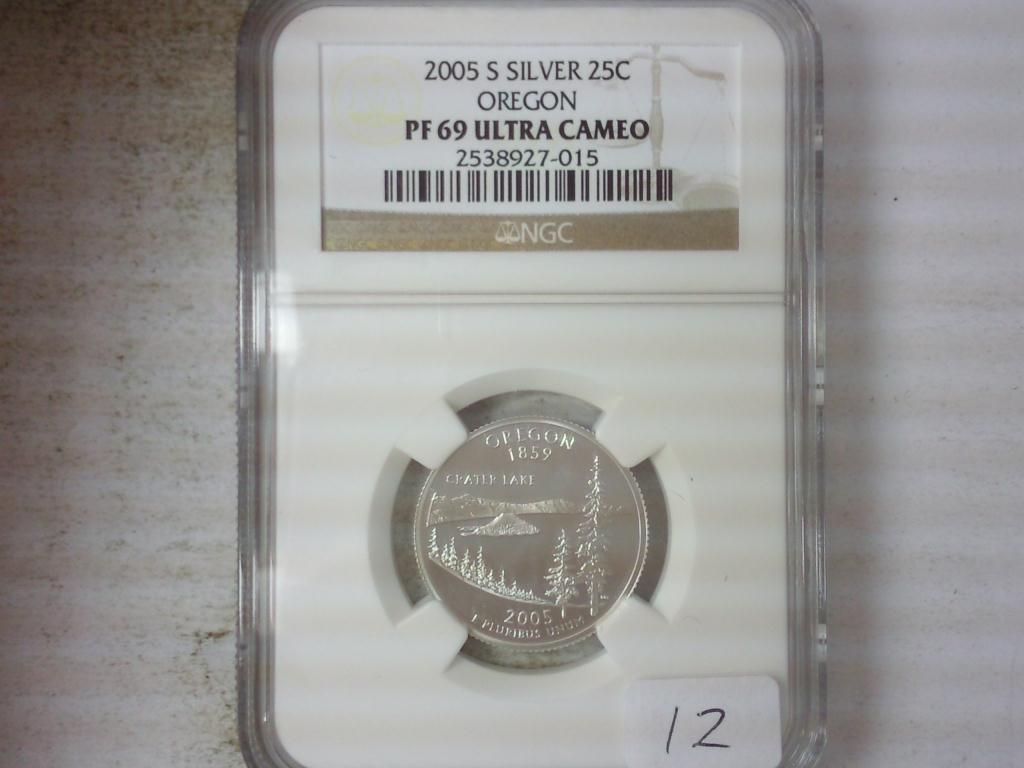 2005 S SILVER 25C
OREGON
PF 69 ULTRA CAMEO
2538927-015
NGC
OREGON
1859
CRATER LAKE
2005
E PLURIBUS UNUM
12